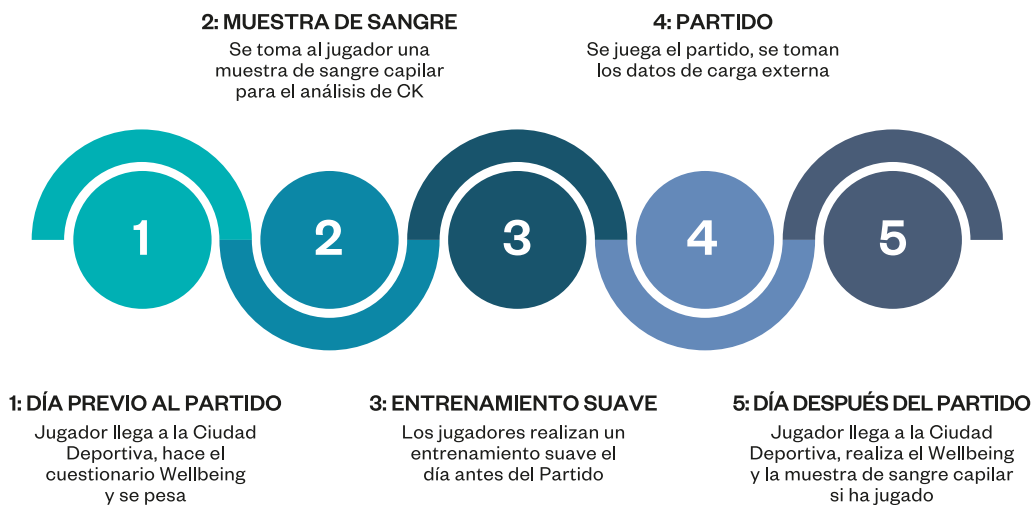 2: MUESTRA DE SANGRE
Se toma al jugador una
muestra de sangre capilar
para el análisis de CK
4: PARTIDO
Se juega el partido, se toman
los datos de carga externa
1
2
3
4
5
1: DÍA PREVIO AL PARTIDO
Jugador llega a la Ciudad
Deportiva, hace el
cuestionario Wellbeing
y se pesa
3: ENTRENAMIENTO SUAVE
Los jugadores realizan un
entrenamiento suave el
día antes del Partido
5: DÍA DESPUÉS DEL PARTIDO
Jugador llega a la Ciudad
Deportiva, realiza el Wellbeing
y la muestra de sangre capilar
si ha jugado